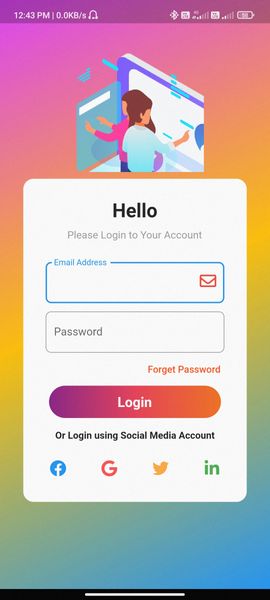 12:43 PM | 0.0KB/s
Hello
Please Login to Your Account
Email Address
Password
Forget Password
Login
Or Login using Social Media Account